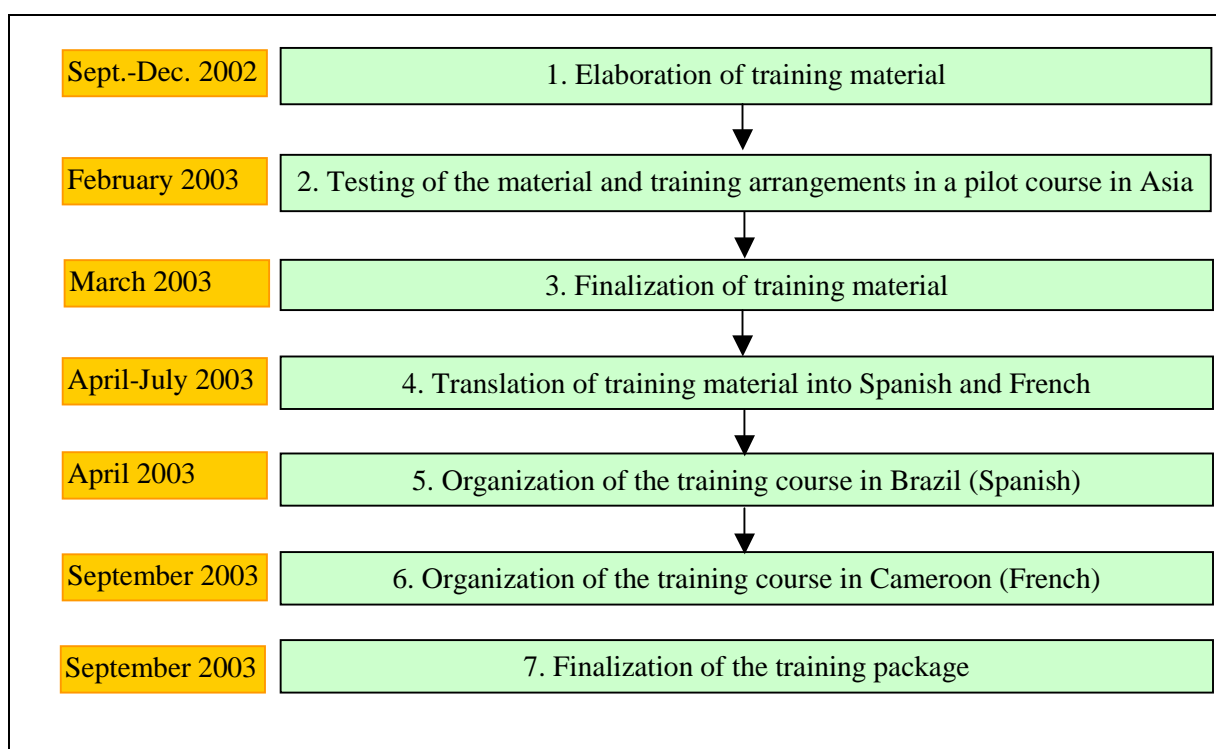 Sept.-Dec. 2002
1. Elaboration of training material
February 2003
2. Testing of the material and training arrangements in a pilot course in Asia
March 2003
3. Finalization of training material
April-July 2003
4. Translation of training material into Spanish and French
April 2003
5. Organization of the training course in Brazil (Spanish)
September 2003
6. Organization of the training course in Cameroon (French)
September 2003
7. Finalization of the training package